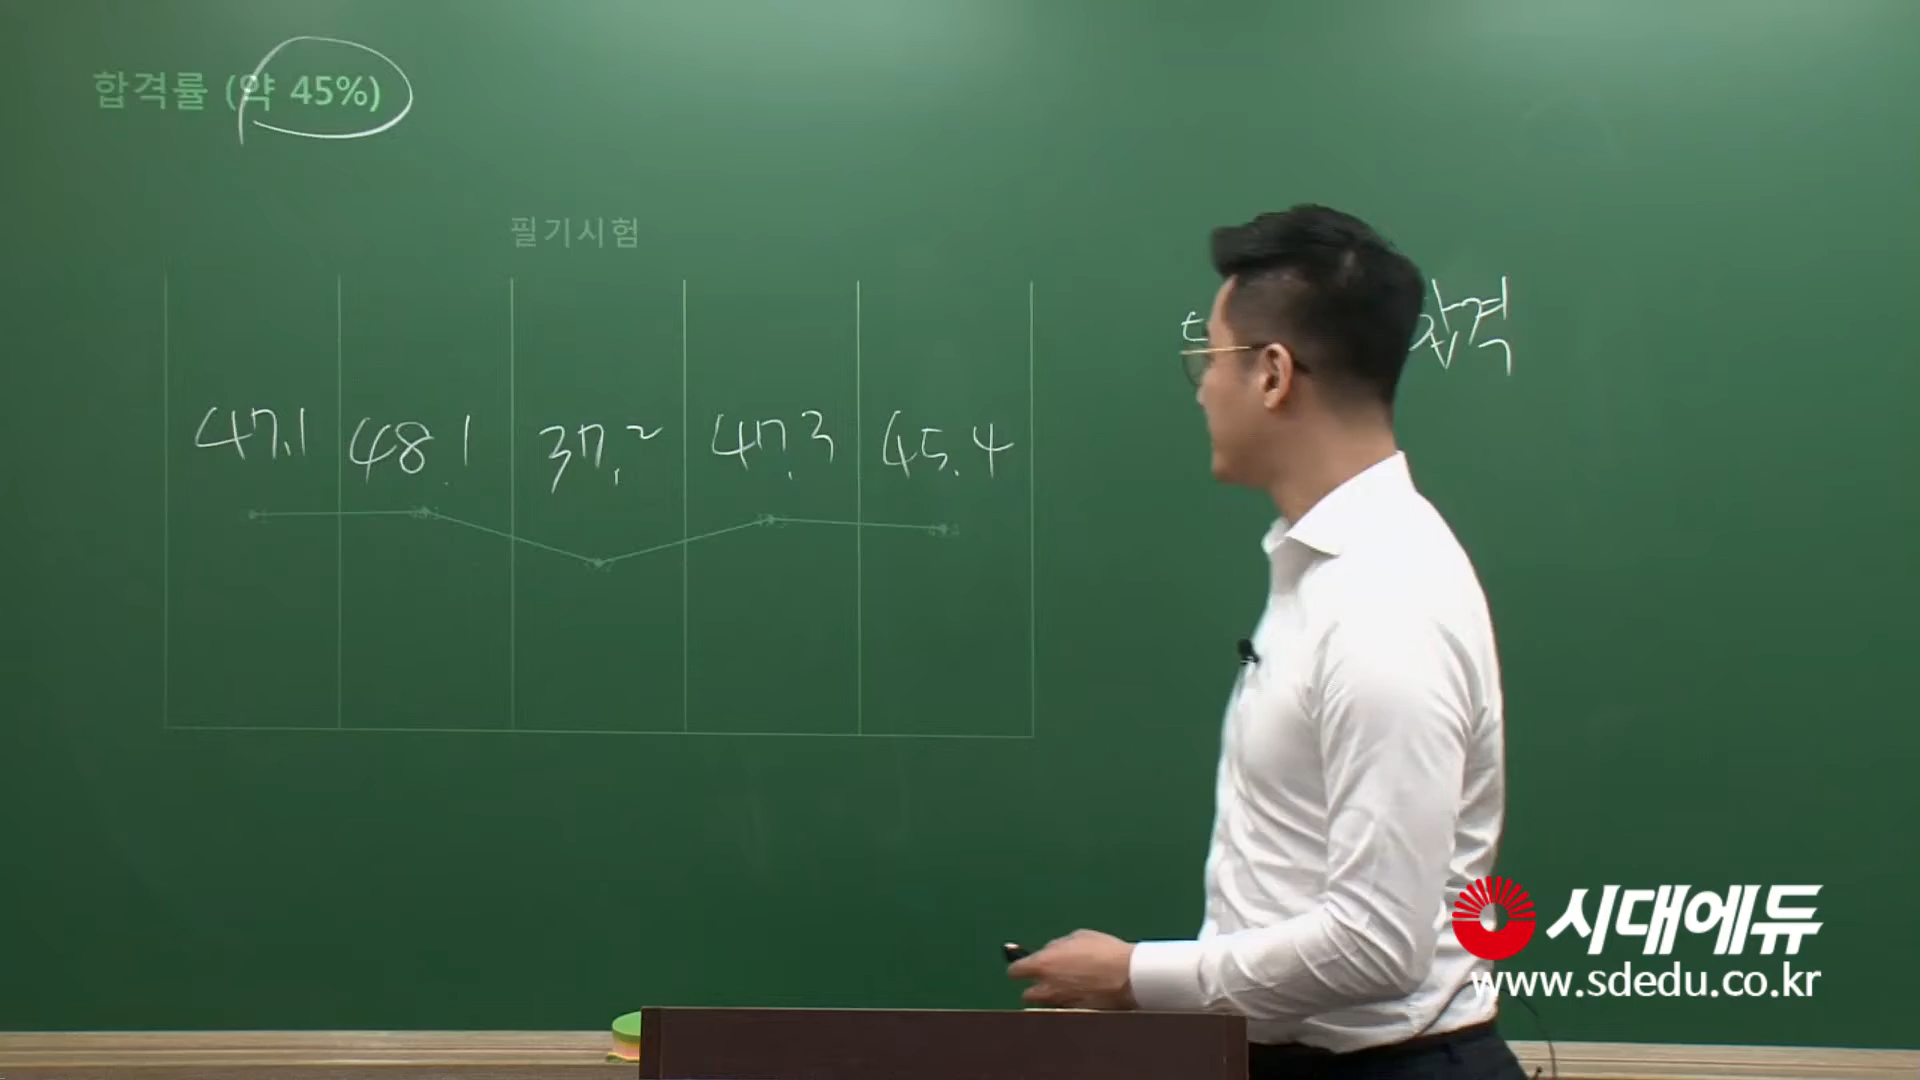 합격률 (약 45%)
필기시험
합격
47.1 48.1 37.2 47.3 45.4
시대에듀
www.sdedu.co.kr